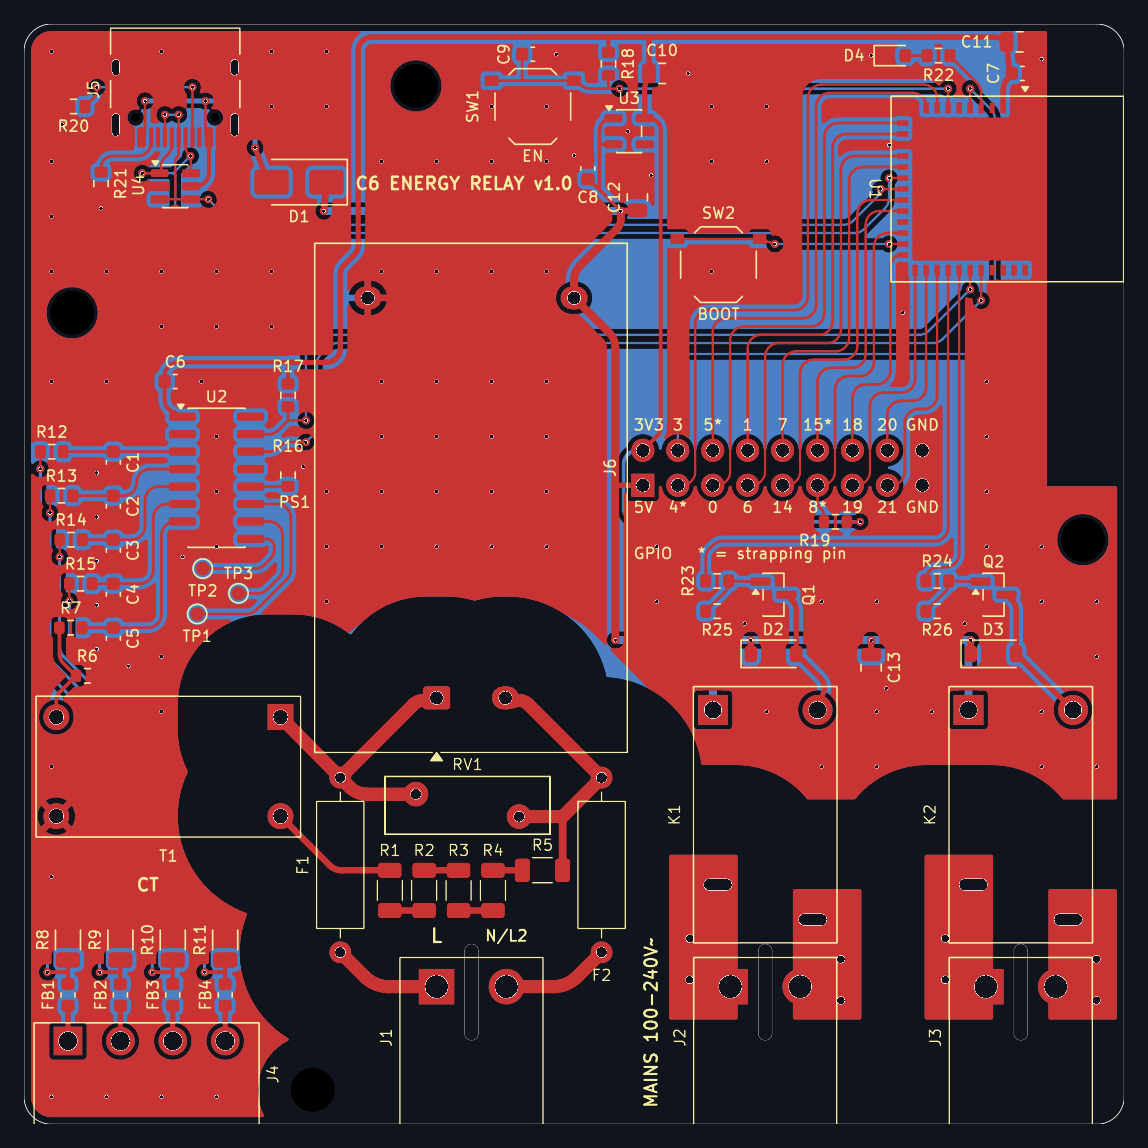 C11
C9
R18
C10
D4
C7
R22
J5
SW1
U3
R20
EN
U4
R21
C6 ENERGY RELAY v1.0
U1
C8
C12
D1
SW2
BOOT
C6
R17
U2
3V3 3 5* 1 7 15* 18 20 GND
R12
R16
C1
J6
R13
PS1
C2
5V 4* 0 6 14 8* 19 21 GND
R14
R19
C3
GPIO * = strapping pin
R15
TP3
R24
Q2
C4
TP2
R23
Q1
R7
TP1
R25
D2
R26
D3
C5
R6
C13
RV1
K1
K2
T1
R1
R2
R3
R4
R5
F1
CT
L
N/L2
R8
R9
R10
R11
F2
FB1
FB2
FB3
FB4
MAINS 100-240V~
J1
J2
J3
J4